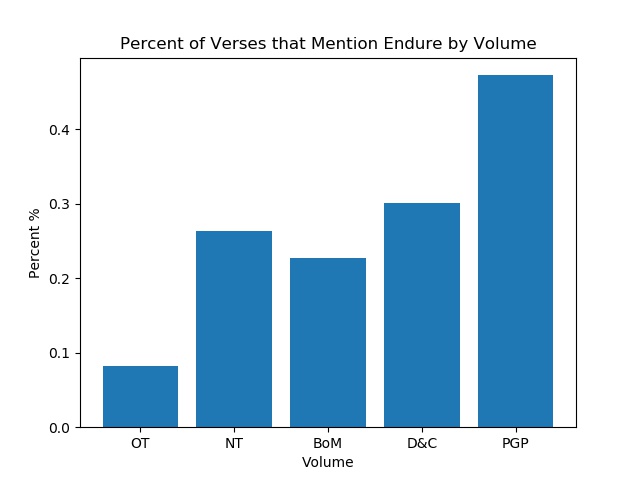 Percent of Verses that Mention Endure by Volume
Percent %
0.4
0.3
0.2
0.1
0.0
OT NT BoM D&C PGP
Volume